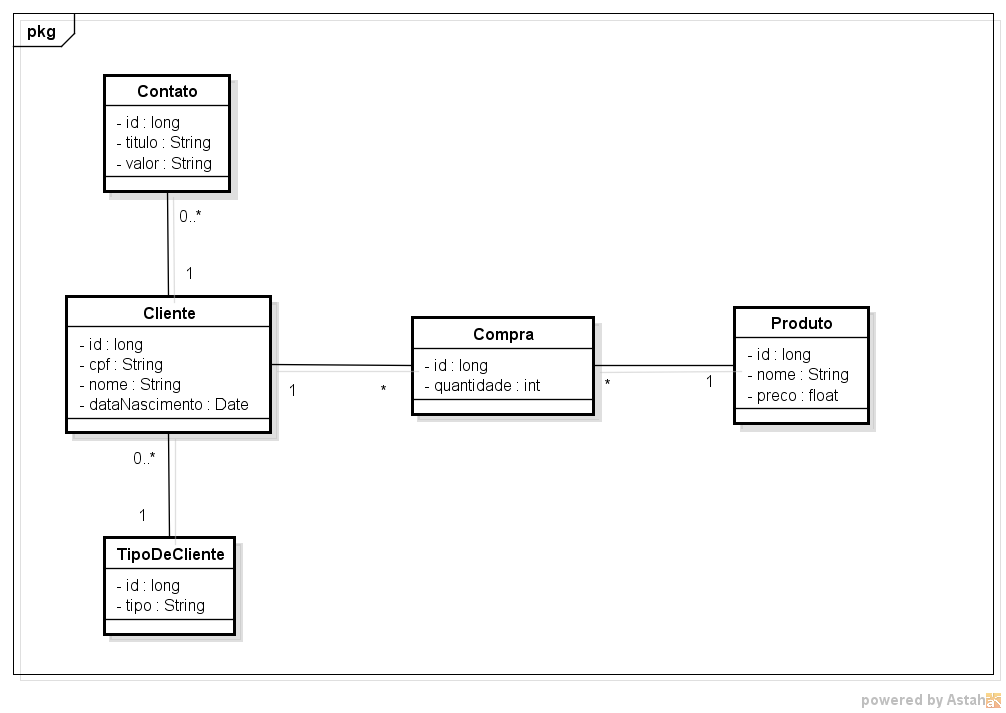 pkg
Contato
- id : long
- titulo : String
- valor : String
0..*
1
Cliente
- id : long
- cpf : String
- nome : String
- dataNascimento : Date
1
*
Compra
- id : long
- quantidade : int
*
1
Produto
- id : long
- nome : String
- preco : float
0..*
1
TipoDeCliente
- id : long
- tipo : String
powered by Astah